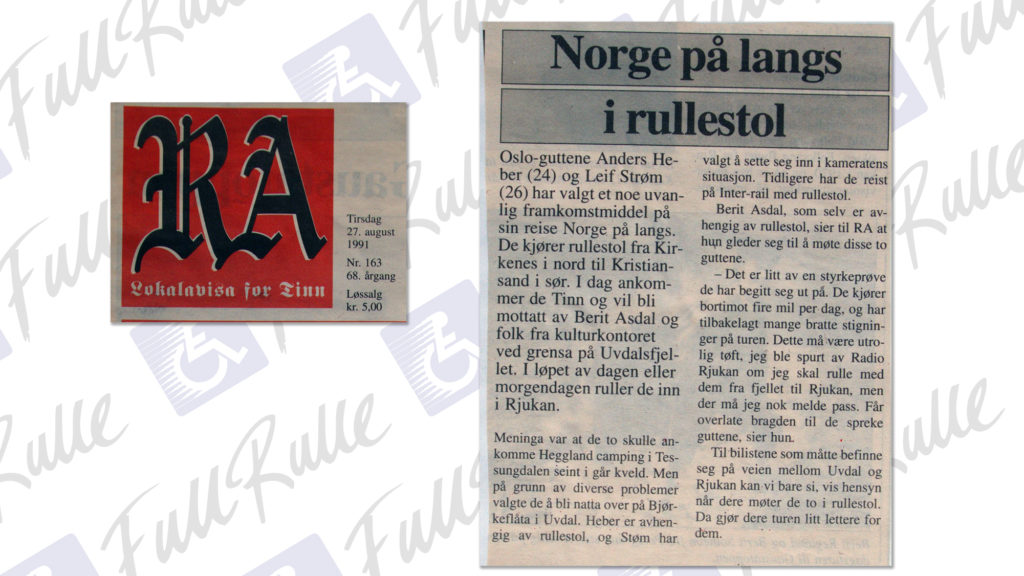 RA
Lokalavisa for Tinn
Tirsdag
27. august
1991
Nr. 163
68. årgang
Løssalg
kr. 5,00
Norge på langs
i rullestol
Oslo-guttene Anders He-
ber (24) og Leif Strøm
(26) har valgt et noe uvan-
lig framkomstmiddel på
sin reise Norge på langs.
De kjører rullestol fra Kir-
kenes i nord til Kristian-
sand i sør. I dag ankom-
mer de Tinn og vil bli
mottatt av Berit Asdal og
folk fra kulturkontoret
ved grensa på Uvdalsfjel-
let. I løpet av dagen eller
morgendagen ruller de inn
i Rjukan.
Meninga var at de to skulle an-
komme Heggland camping i Tes-
sungdalen seint i går kveld. Men
på grunn av diverse problemer
valgte de å bli natta over på Bjør-
keflåta i Uvdal. Heber er avhen-
gig av rullestol, og Støm har
valgt å sette seg inn i kameratens
situasjon. Tidligere har de reist
på Inter-rail med rullestol.
Berit Asdal, som selv er av-
hengig av rullestol, sier til RA at
hun gleder seg til å møte disse to
guttene.
– Det er litt av en styrkeprøve
de har begitt seg ut på. De kjører
bortimot fire mil per dag, og har
tilbakelagt mange bratte stignin-
ger på turen. Dette må være utro-
lig tøft, jeg ble spurt av Radio
Rjukan om jeg skal rulle med
dem fra fjellet til Rjukan, men
der må jeg nok melde pass. Får
overlate bragden til de spreke
guttene, sier hun.
Til bilistene som måtte befinne
seg på veien mellom Uvdal og
Rjukan kan vi bare si, vis hensyn
når dere møter de to i rullestol.
Da gjør dere turen litt lettere for
dem.
FullRulle